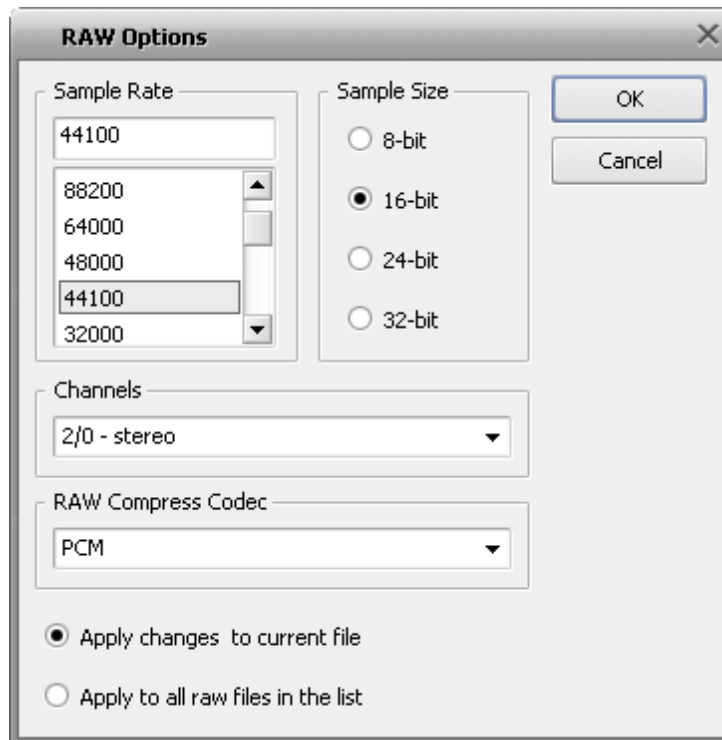 RAW Options
Sample Rate
44100
88200
64000
48000
44100
32000
Sample Size
8-bit
16-bit
24-bit
32-bit
OK
Cancel
Channels
2/0 - stereo
RAW Compress Codec
PCM
Apply changes  to current file
Apply to all raw files in the list